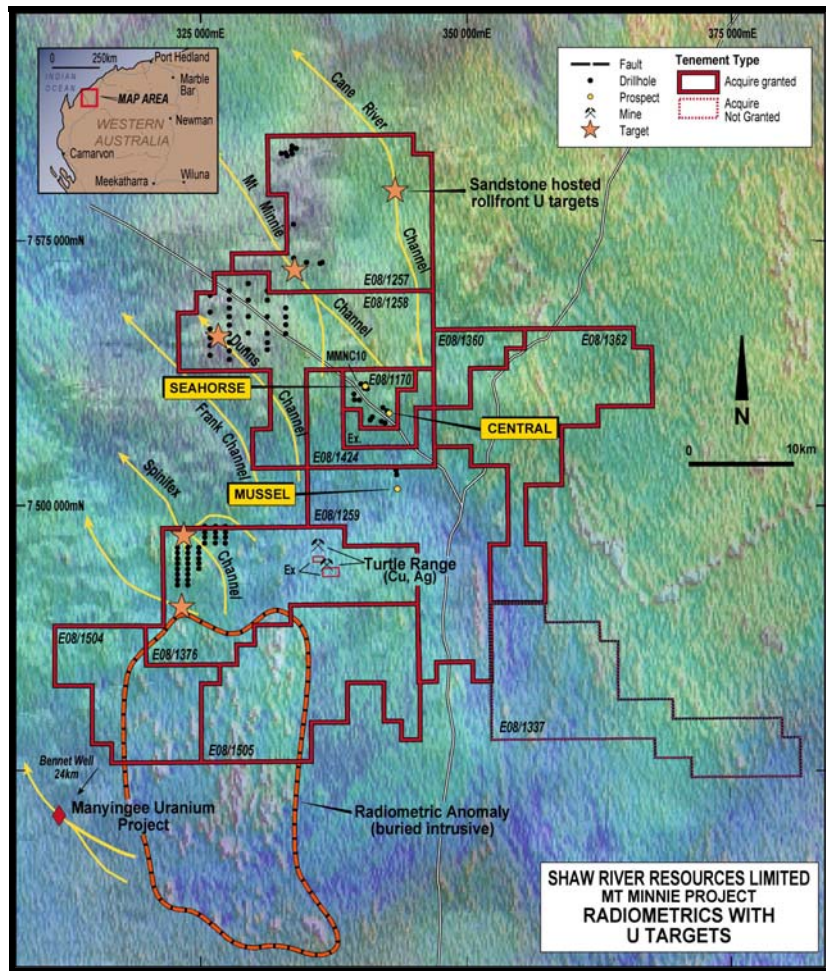 325 000mE
350 000mE
375 000mE
0 250km
INDIAN
OCEAN
Port Hedland
Marble
Bar
MAP AREA
Newman
WESTERN
AUSTRALIA
Carnarvon
Meekatharra
Wiluna
Fault
Drillhole
Prospect
Mine
Target
Tenement Type
Acquire granted
Acquire
Not Granted
Cane River
Channel
Mt Minnie
Channel
Sandstone hosted
rollfront U targets
7 575 000mN
E08/1257
E08/1258
E08/1360
E08/1362
Dunns
Channel
MMNC10
E08/1170
SEAHORSE
CENTRAL
Ex.
Frank Channel
E08/1424
MUSSEL
N
0 10km
Spinifex
Channel
7 500 000mN
E08/1259
Ex
Turtle Range
(Cu, Ag)
E08/1504
E08/1376
E08/1505
E08/1337
Bennet Well
24km
Manyingee Uranium
Project
Radiometric Anomaly
(buried intrusive)
SHAW RIVER RESOURCES LIMITED
MT MINNIE PROJECT
RADIOMETRICS WITH
U TARGETS